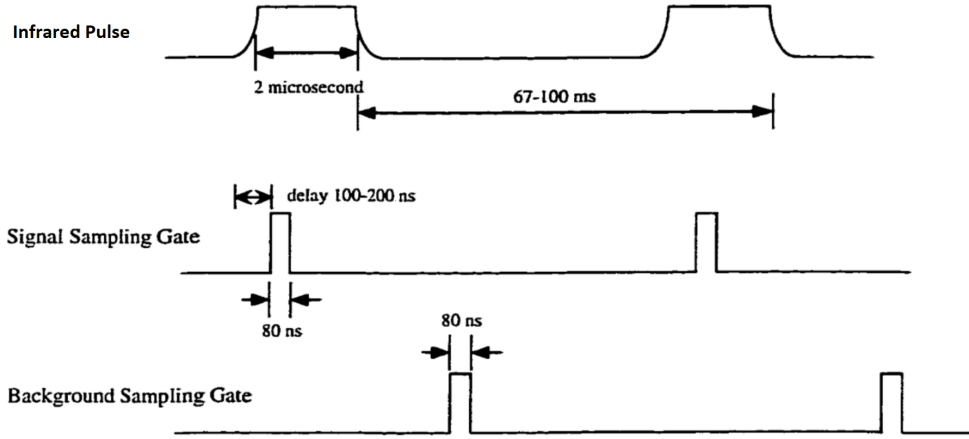 Infrared Pulse
2 microsecond
67-100 ms
delay 100-200 ns
Signal Sampling Gate
80 ns
80 ns
Background Sampling Gate